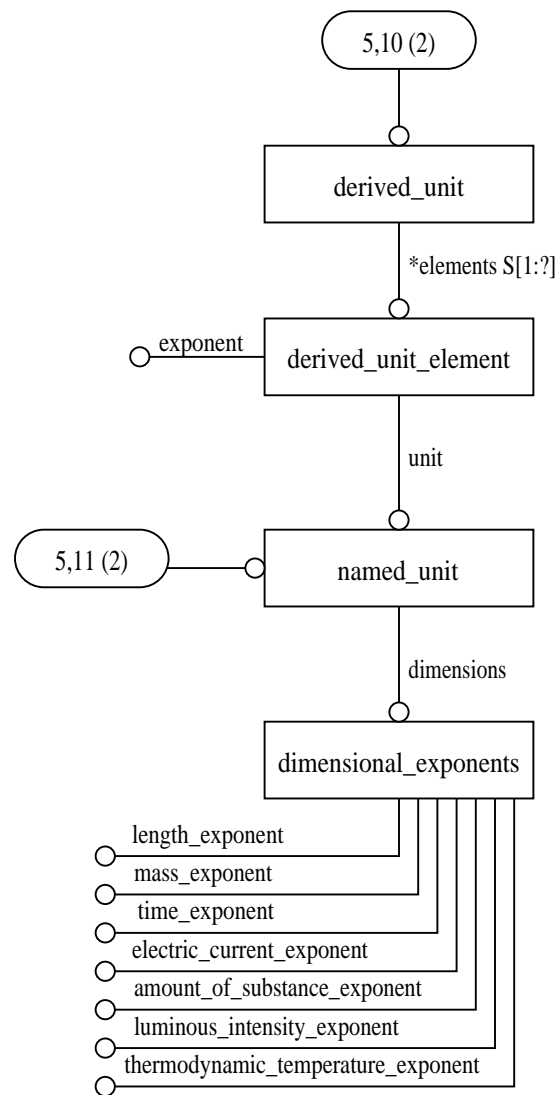 5,10 (2)
derived_unit
*elements S[1:?]
exponent
derived_unit_element
unit
5,11 (2)
named_unit
dimensions
dimensional_exponents
length_exponent
mass_exponent
time_exponent
electric_current_exponent
amount_of_substance_exponent
luminous_intensity_exponent
thermodynamic_temperature_exponent